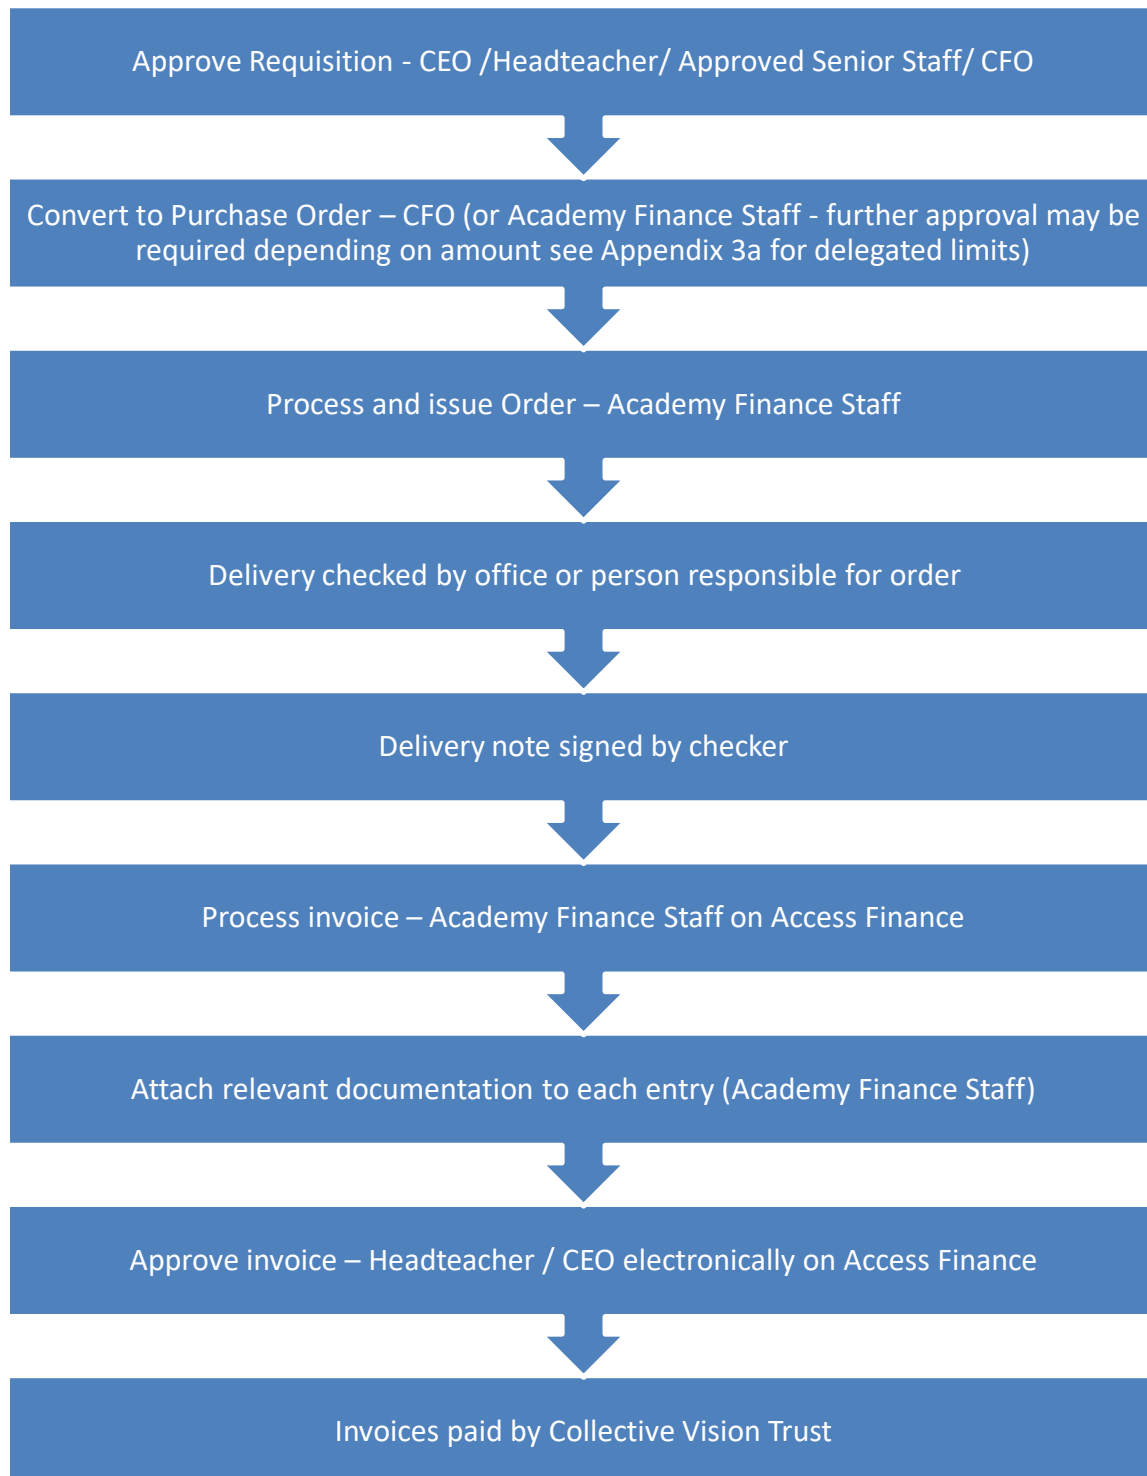 Approve Requisition - CEO /Headteacher/ Approved Senior Staff/ CFO
Convert to Purchase Order – CFO (or Academy Finance Staff - further approval may be
required depending on amount see Appendix 3a for delegated limits)
Process and issue Order – Academy Finance Staff
Delivery checked by office or person responsible for order
Delivery note signed by checker
Process invoice – Academy Finance Staff on Access Finance
Attach relevant documentation to each entry (Academy Finance Staff)
Approve invoice – Headteacher / CEO electronically on Access Finance
Invoices paid by Collective Vision Trust